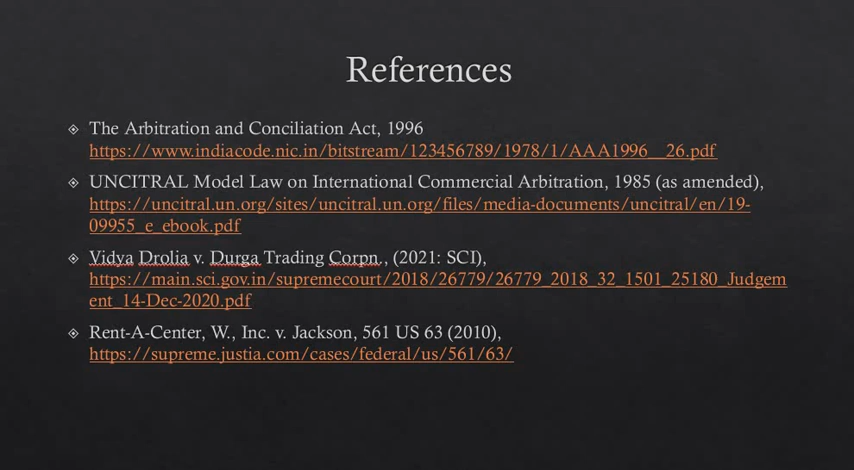 References
The Arbitration and Conciliation Act, 1996
https://www.indiacode.nic.in/bitstream/123456789/1978/1/AAA1996__26.pdf
UNCITRAL Model Law on International Commercial Arbitration, 1985 (as amended),
https://uncitral.un.org/sites/uncitral.un.org/files/media-documents/uncitral/en/19-
09955_e_ebook.pdf
Vidya Drolia v. Durga Trading Corpn., (2021: SCI),
https://main.sci.gov.in/supremecourt/2018/26779/26779_2018_32_1501_25180_Judgem
ent_14-Dec-2020.pdf
Rent-A-Center, W., Inc. v. Jackson, 561 US 63 (2010),
https://supreme.justia.com/cases/federal/us/561/63/